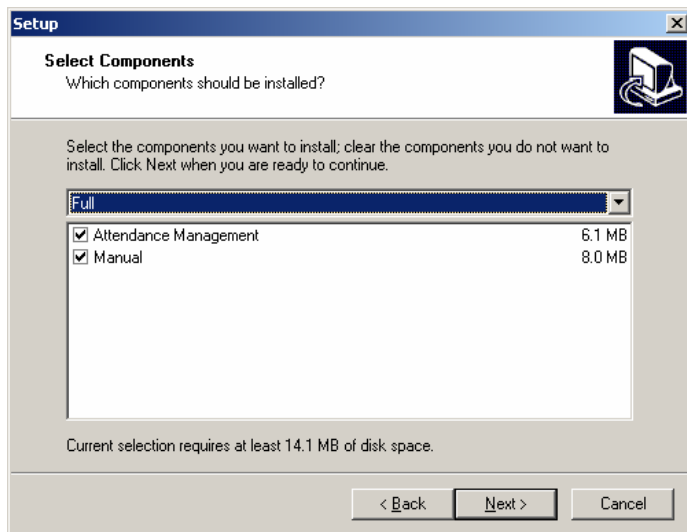 Setup
Select Components
Which components should be installed?
Select the components you want to install; clear the components you do not want to
install. Click Next when you are ready to continue.
Full
Attendance Management 6.1 MB
Manual 8.0 MB
Current selection requires at least 14.1 MB of disk space.
< Back Next > Cancel